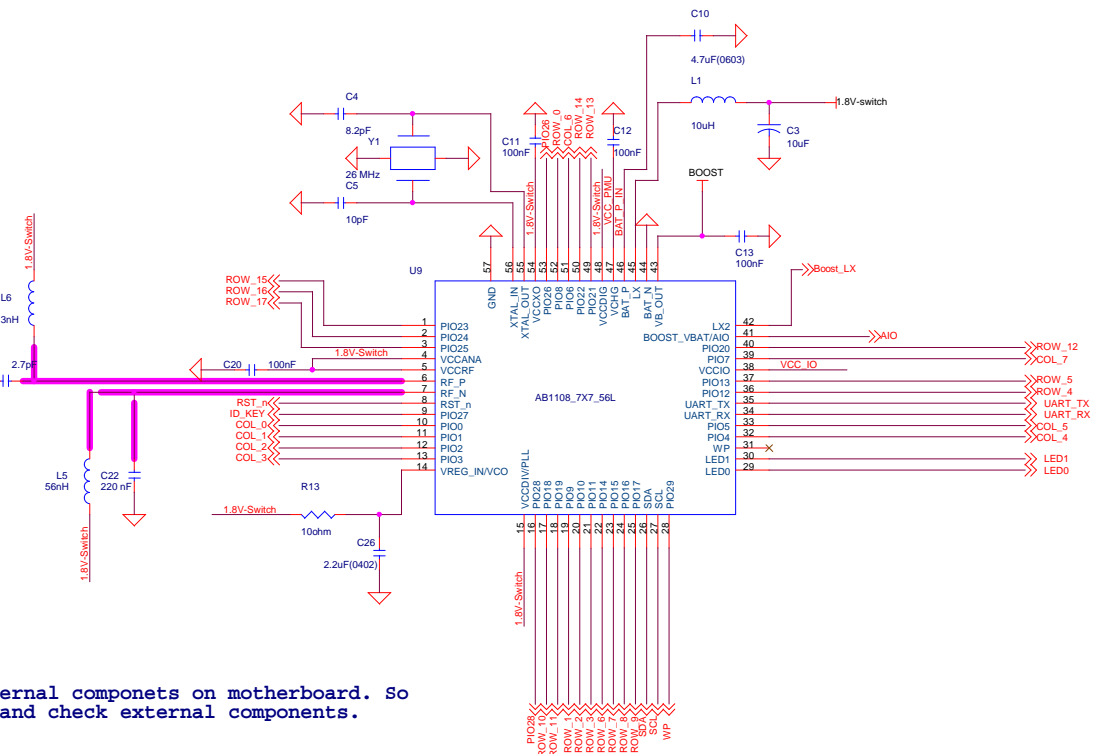 C10
4.7uF(0603)
L1
10uH
1.8V-switch
C3
10uF
C4
8.2pF
Y1
26 MHz
C5
10pF
C11
100nF
PIO26
ROW_0
COL_6
ROW_14
ROW_13
C12
100nF
BOOST
1.8V-Switch
1.8V-Switch
VCC_PMU
BAT_P_IN
C13
100nF
Boost_LX
1.8V-Switch
L6
3nH
2.7pF
U9
57
56
55
54
53
52
51
50
49
48
47
46
45
44
43
GND
XTAL_IN
XTAL_OUT
VCCXO
PIO26
PIO8
PIO6
PIO22
PIO21
VCCDIG
VCHG
BAT_P
LX
BAT_N
VB_OUT
ROW_15
ROW_16
ROW_17
1.8V-Switch
C20
100nF
RST_n
ID_KEY
COL_0
COL_1
COL_2
COL_3
1 PIO23
2 PIO24
3 PIO25
4 VCCANA
5 VCCRF
6 RF_P
7 RF_N
8 RST_n
9 PIO27
10 PIO0
11 PIO1
12 PIO2
13 PIO3
14 VREG_IN/VCO
AB1108_7X7_56L
LX2 42
BOOST_VBAT/AIO 41 AIO
PIO20 40 ROW_12
PIO7 39 COL_7
VCCIO 38 VCC_IO
PIO13 37 ROW_5
PIO12 36 ROW_4
UART_TX 35 UART_TX
UART_RX 34 UART_RX
PIO5 33 COL_5
PIO4 32 COL_4
WP 31
LED1 30 LED1
LED0 29 LED0
L5
56nH
C22
220 nF
1.8V-Switch
R13
1.8V-Switch
10ohm
C26
2.2uF(0402)
VCCDIV/PLL
PIO28
PIO18
PIO19
PIO9
PIO10
PIO11
PIO14
PIO15
PIO16
PIO17
SDA
SCL
PIO29
15
16
17
18
19
20
21
22
23
24
25
26
27
28
1.8V-Switch
PIO28
ROW_10
ROW_11
ROW_1
ROW_2
ROW_3
ROW_6
ROW_7
ROW_8
ROW_9
SDA
SCL
WP
ernal componets on motherboard. So
and check external components.